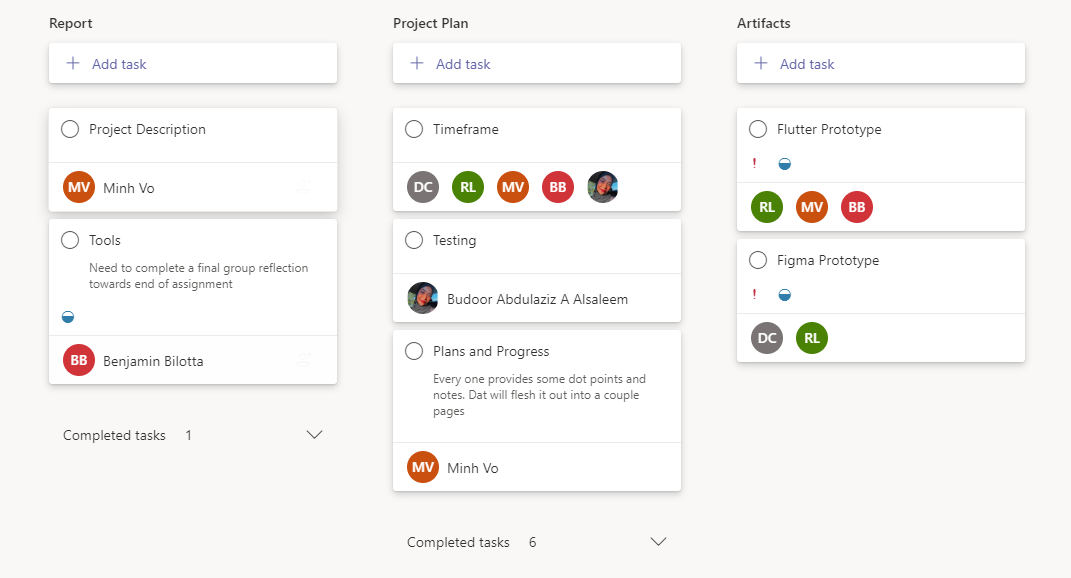 Report
Add task
Project Description
MV Minh Vo
Tools
Need to complete a final group reflection
towards end of assignment
BB Benjamin Bilotta
Completed tasks 1
Project Plan
Add task
Timeframe
DC RL MV BB
Testing
Budoor Abdulaziz A Alsaleem
Plans and Progress
Every one provides some dot points and
notes. Dat will flesh it out into a couple
pages
MV Minh Vo
Completed tasks 6
Artifacts
Add task
Flutter Prototype
!
RL MV BB
Figma Prototype
!
DC RL